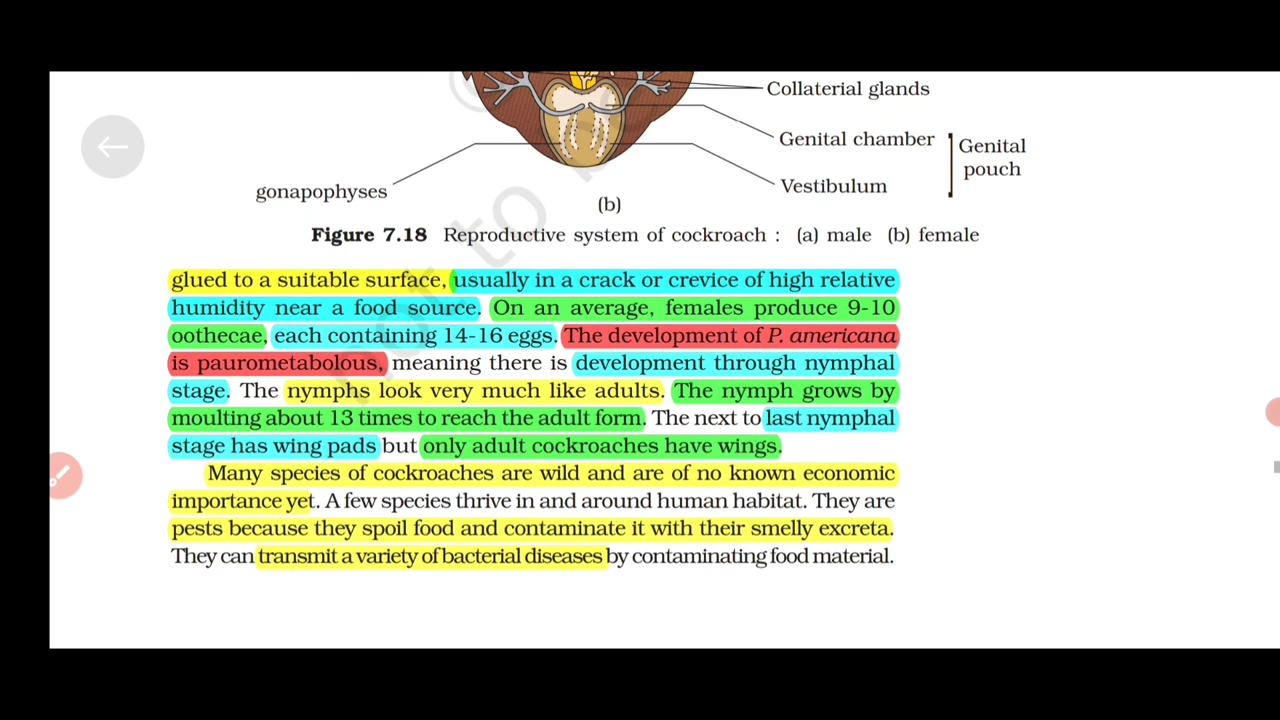 Collaterial glands
Genital chamber
Genital
pouch
Vestibulum
gonapophyses
(b)
Figure 7.18 Reproductive system of cockroach : (a) male (b) female
glued to a suitable surface, usually in a crack or crevice of high relative
humidity near a food source. On an average, females produce 9-10
oothecae, each containing 14-16 eggs. The development of P. americana
is paurometabolous, meaning there is development through nymphal
stage. The nymphs look very much like adults. The nymph grows by
moulting about 13 times to reach the adult form. The next to last nymphal
stage has wing pads but only adult cockroaches have wings.
Many species of cockroaches are wild and are of no known economic
importance yet. A few species thrive in and around human habitat. They are
pests because they spoil food and contaminate it with their smelly excreta.
They can transmit a variety of bacterial diseases by contaminating food material.
not to b